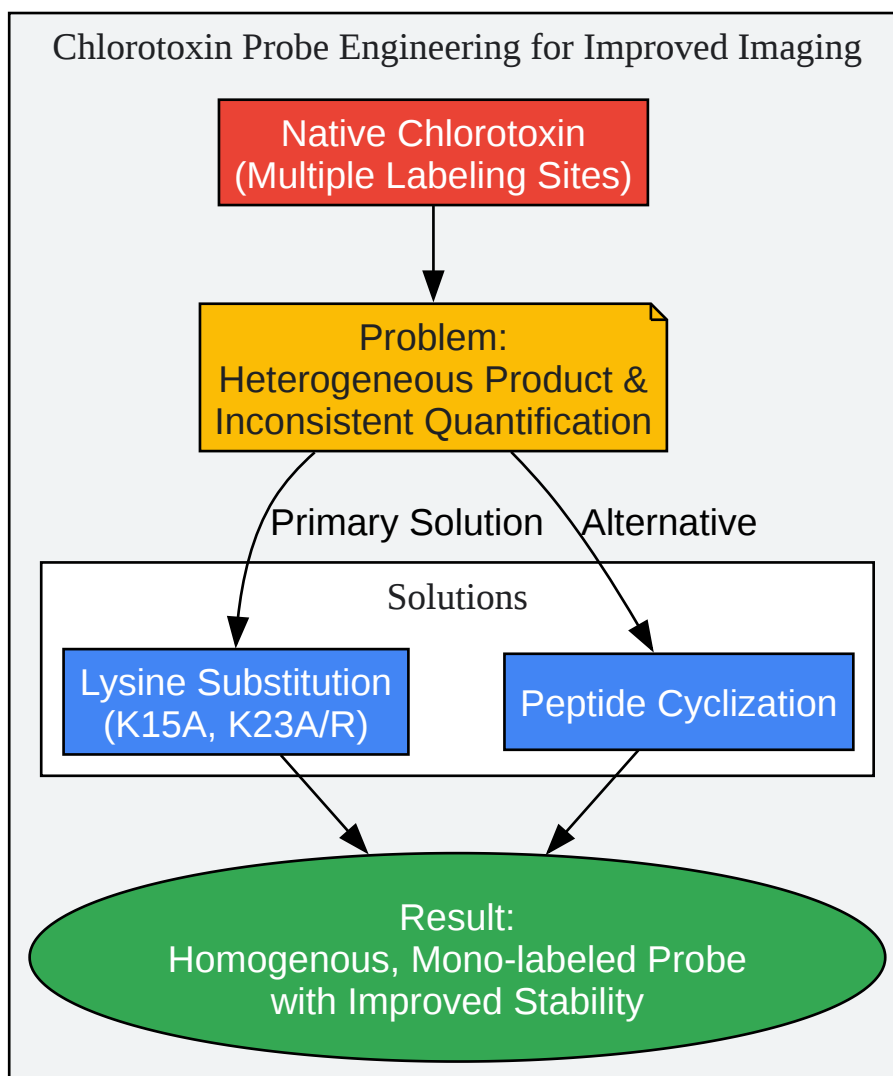 Chlorotoxin Probe Engineering for Improved Imaging
Native Chlorotoxin
(Multiple Labeling Sites)
Problem:
Heterogeneous Product &
Inconsistent Quantification
Primary Solution
Alternative
Solutions
Lysine Substitution
(K15A, K23A/R)
Peptide Cyclization
Result:
Homogenous, Mono-labeled Probe
with Improved Stability